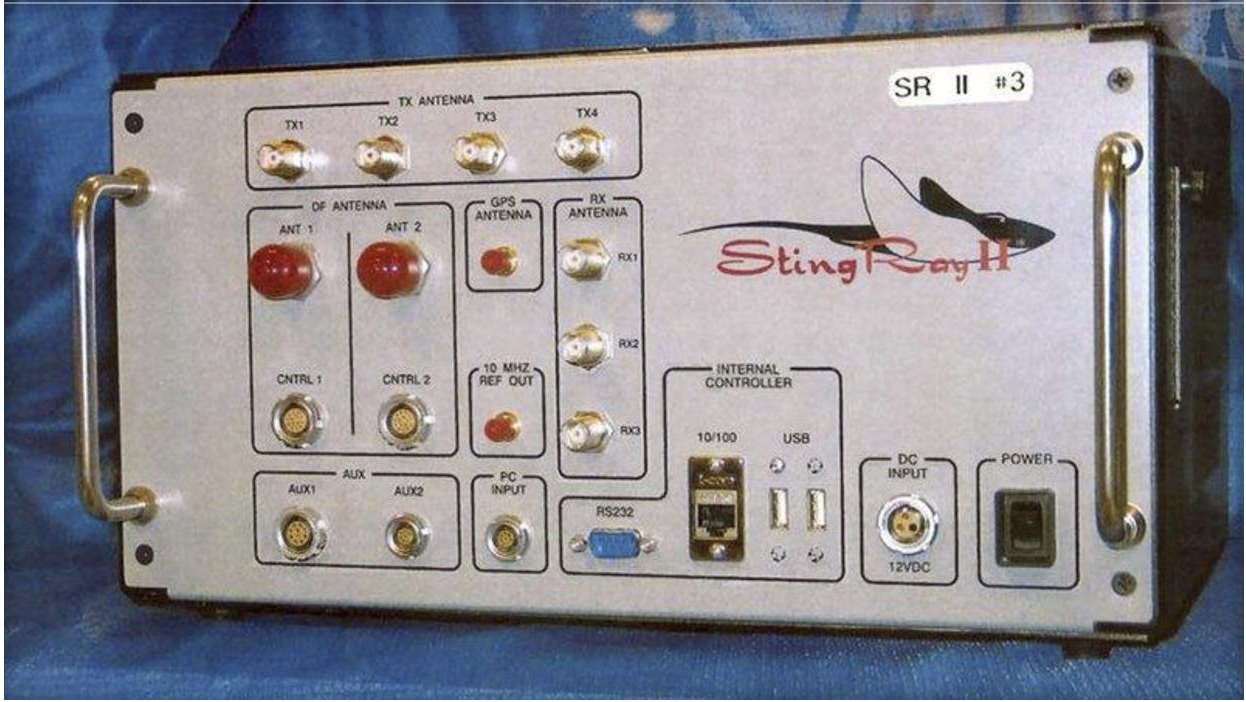 SR II #3
TX ANTENNA
TX1 TX2 TX3 TX4
DF ANTENNA
ANT 1 ANT 2
CNTRL 1 CNTRL 2
GPS
ANTENNA
RX
ANTENNA
RX1
RX2
RX3
StingRay II
10 MHZ
REF OUT
AUX
AUX1 AUX2
PC
INPUT
INTERNAL
CONTROLLER
RS232
10/100
USB
DC
INPUT
12VDC
POWER